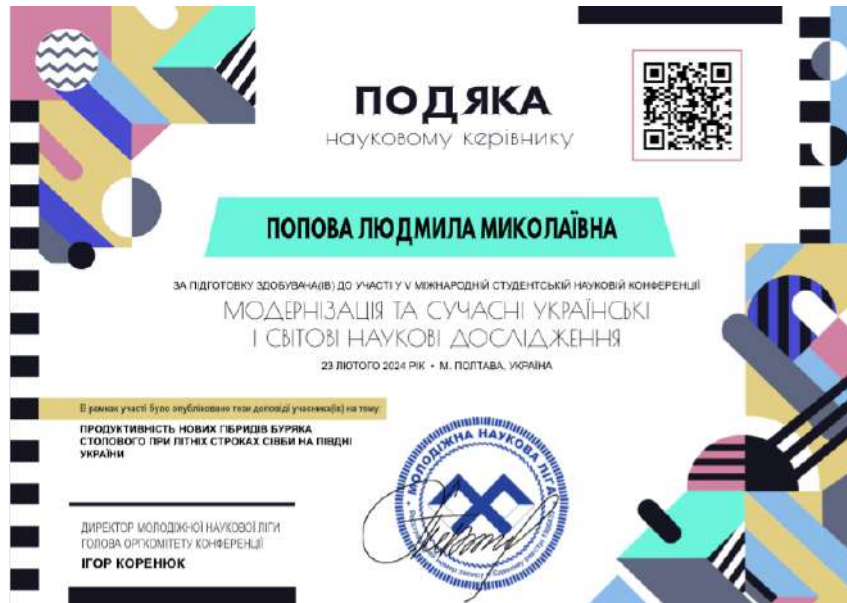 ПОДЯКА
науковому керівнику
ПОПОВА ЛЮДМИЛА МИКОЛАЇВНА
ЗА ПІДГОТОВКУ ЗДОБУВАЧА(ІВ) ДО УЧАСТІ У V МІЖНАРОДНІЙ СТУДЕНТСЬКІЙ НАУКОВІЙ КОНФЕРЕНЦІЇ
МОДЕРНІЗАЦІЯ ТА СУЧАСНІ УКРАЇНСЬКІ
І СВІТОВІ НАУКОВІ ДОСЛІДЖЕННЯ
23 ЛЮТОГО 2024 РІК • М. ПОЛТАВА, УКРАЇНА
В рамках участі було опубліковано тези доповіді учасника(ів) на тему:
ПРОДУКТИВНІСТЬ НОВИХ ГІБРИДІВ БУРЯКА
СТОЛОВОГО ПРИ ЛІТНІХ СТРОКАХ СІВБИ НА ПІВДНІ
УКРАЇНИ
МОЛОДІЖНА НАУКОВА ЛІГА
ДИРЕКТОР МОЛОДІЖНОЇ НАУКОВОЇ ЛІГИ
ГОЛОВА ОРГКОМІТЕТУ КОНФЕРЕНЦІЇ
ІГОР КОРЕНЮК